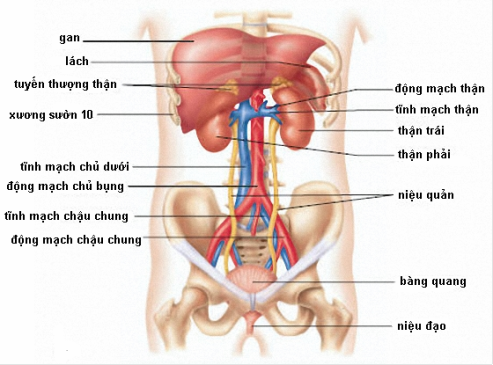 gan
lách
tuyến thượng thận
xương sườn 10
tĩnh mạch chủ dưới
động mạch chủ bụng
tĩnh mạch chậu chung
động mạch chậu chung
động mạch thận
tĩnh mạch thận
thận trái
thận phải
niệu quản
bàng quang
niệu đạo